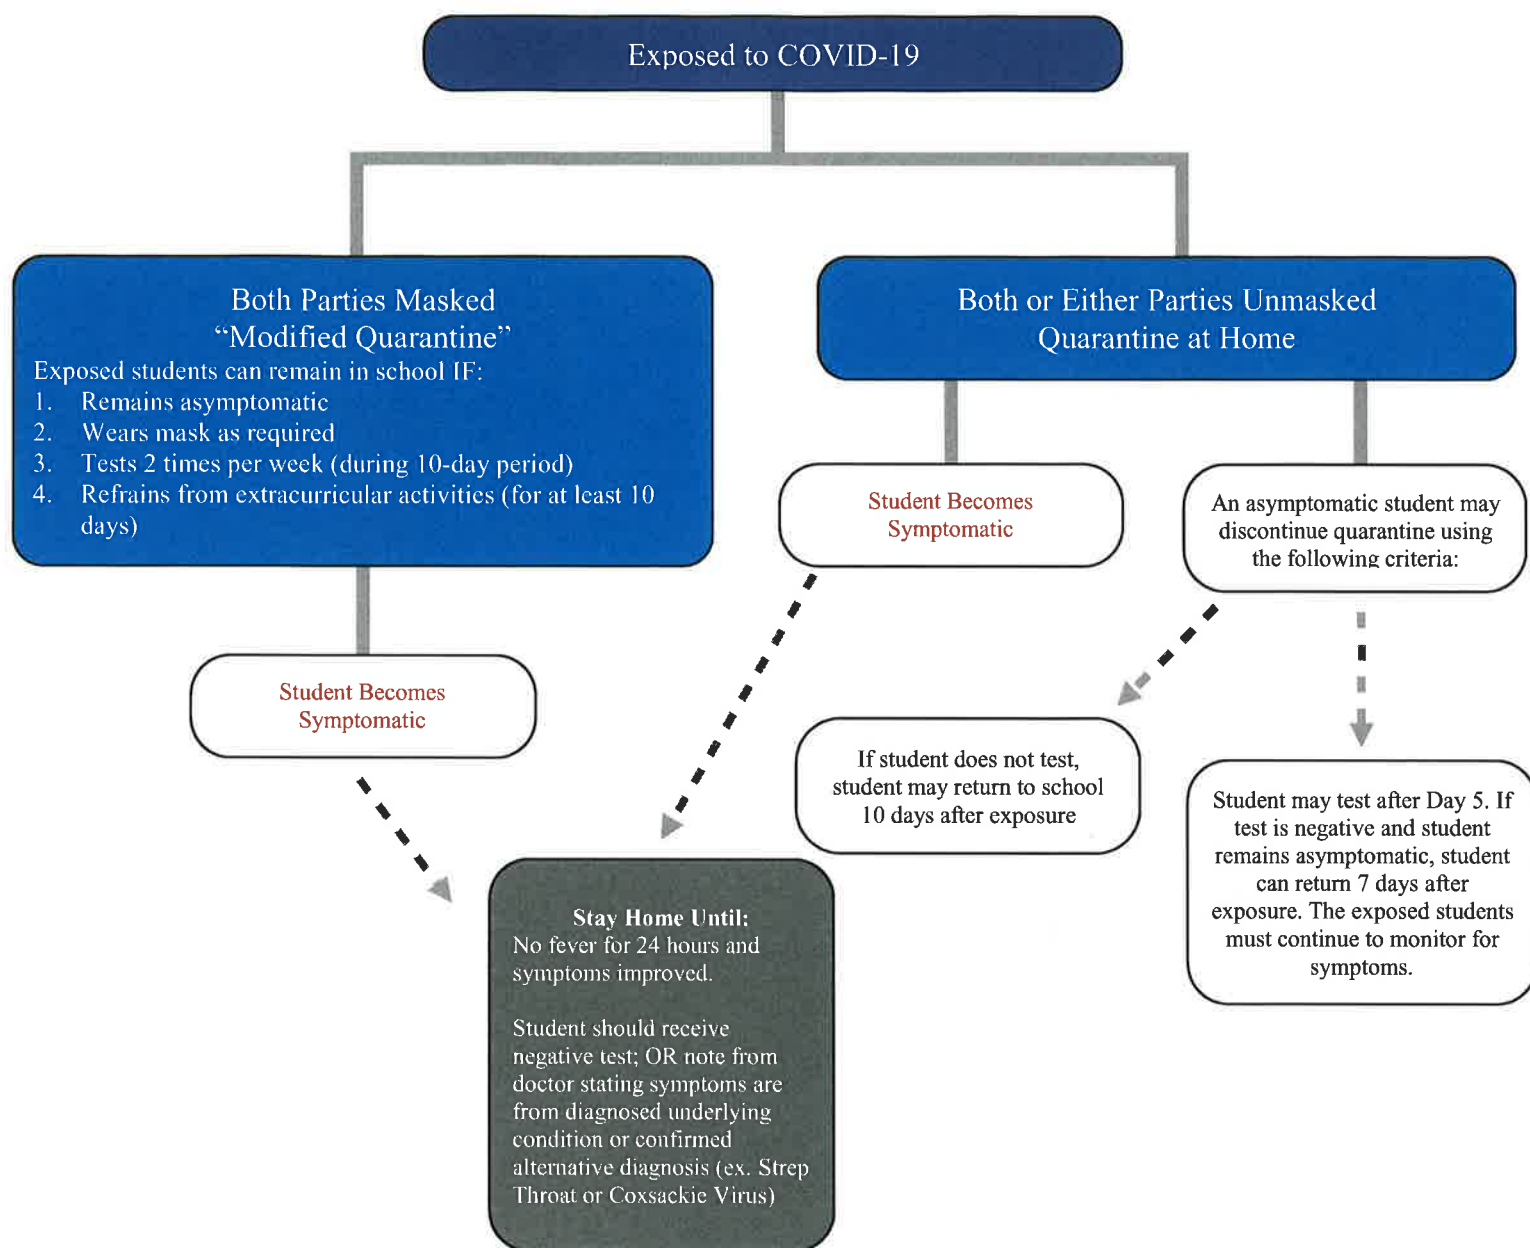 Exposed to COVID-19
Both Parties Masked
“Modified Quarantine”
Exposed students can remain in school IF:
1. Remains asymptomatic
2. Wears mask as required
3. Tests 2 times per week (during 10-day period)
4. Refrains from extracurricular activities (for at least 10
days)
Both or Either Parties Unmasked
Quarantine at Home
Student Becomes
Symptomatic
An asymptomatic student may
discontinue quarantine using
the following criteria:
Student Becomes
Symptomatic
If student does not test,
student may return to school
10 days after exposure
Student may test after Day 5. If
test is negative and student
remains asymptomatic, student
can return 7 days after
exposure. The exposed students
must continue to monitor for
symptoms.
Stay Home Until:
No fever for 24 hours and
symptoms improved.
Student should receive
negative test; OR note from
doctor stating symptoms are
from diagnosed underlying
condition or confirmed
alternative diagnosis (ex. Strep
Throat or Coxsackie Virus)